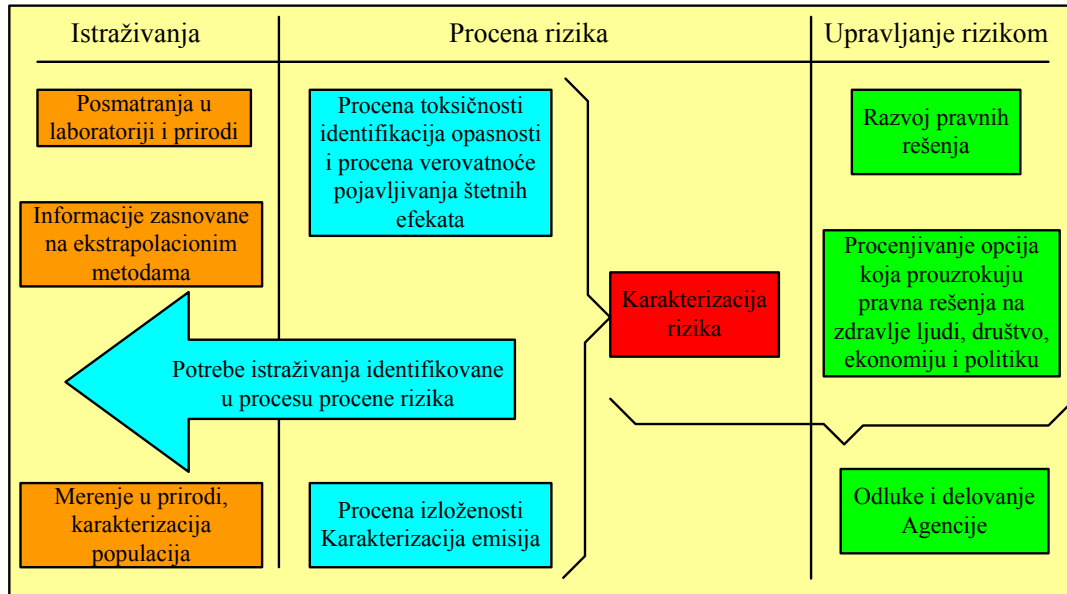 Istraživanja
Procena rizika
Upravljanje rizikom
Posmatranja u
laboratoriji i prirodi
Informacije zasnovane
na ekstrapolacionim
metodama
Potrebe istraživanja identifikovane
u procesu procene rizika
Merenje u prirodi,
karakterizacija
populacija
Procena toksičnosti
identifikacija opasnosti
i procena verovatnoće
pojavljivanja štetnih
efekata
Procena izloženosti
Karakterizacija emisija
Karakterizacija
rizika
Razvoj pravnih
rešenja
Procenjivanje opcija
koja prouzrokuju
pravna rešenja na
zdravlje ljudi, društvo,
ekonomiju i politiku
Odluke i delovanje
Agencije